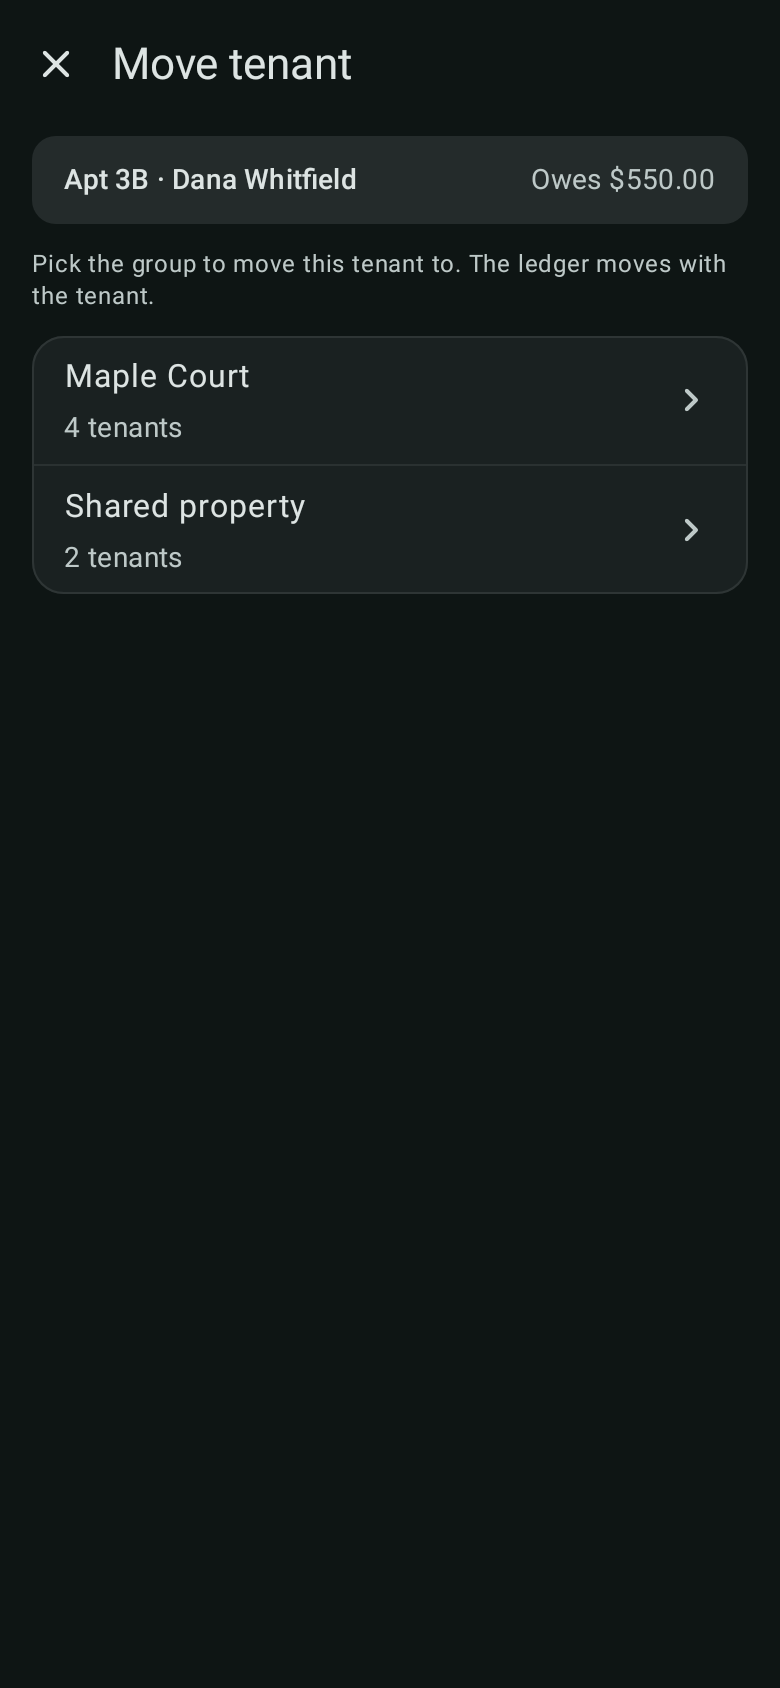 Move tenant
Apt 3B · Dana Whitfield Owes $550.00
Pick the group to move this tenant to. The ledger moves with
the tenant.
Maple Court
4 tenants
Shared property
2 tenants